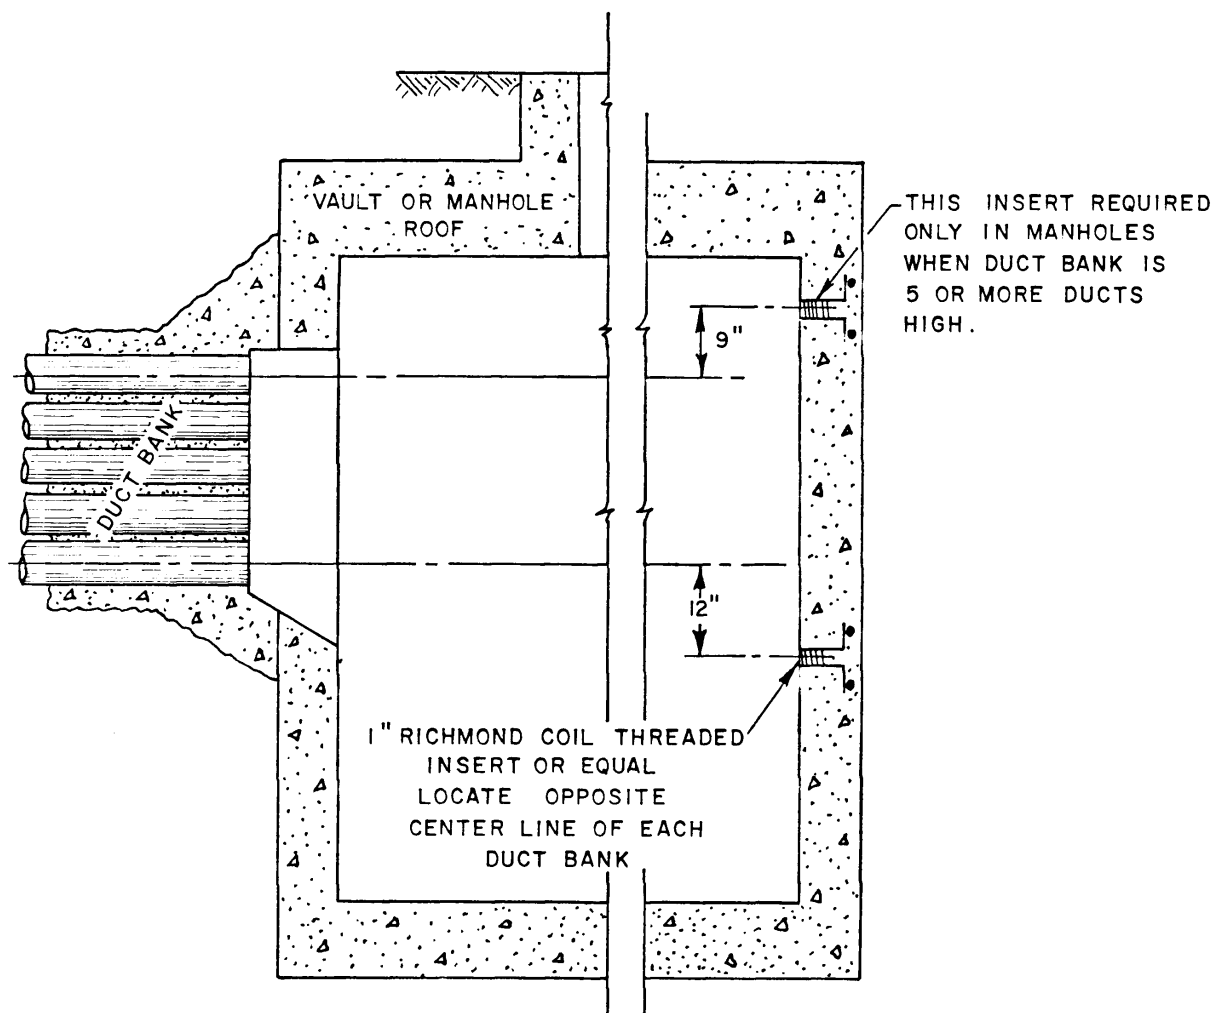 VAULT OR MANHOLE
ROOF
THIS INSERT REQUIRED
ONLY IN MANHOLES
WHEN DUCT BANK IS
5 OR MORE DUCTS
HIGH.
9"
DUCT BANK
12"
1" RICHMOND COIL THREADED
INSERT OR EQUAL
LOCATE OPPOSITE
CENTER LINE OF EACH
DUCT BANK